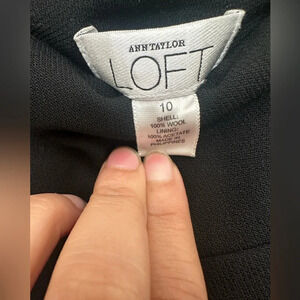 ANN TAYLOR
LOFT
10
SHELL:
100% WOOL
LINING:
100% ACETATE
MADE IN
PHILIPPINES